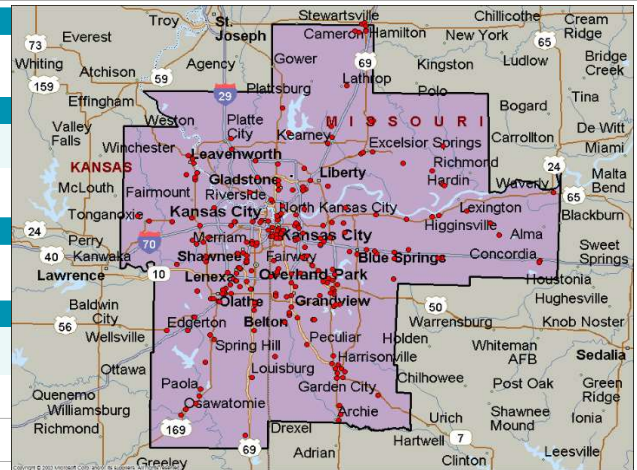 Stewartsville
Chillicothe
Troy
St.
Joseph
Cameron
Hamilton
New York
Cream
Ridge
73
Everest
65
Whiting
Agency
Gower
69
Kingston
Ludlow
Bridge
Creek
159
Atchison
59
Lathrop
Effingham
29
Plattsburg
Polo
Tina
Bogard
Valley
Falls
Weston
Platte
City
MISSOURI
Kearney
Carrollton
De Witt
Winchester
Leavenworth
Excelsior Springs
Miami
KANSAS
Richmond
24
McLouth
Fairmount
Gladstone
Liberty
Hardin
Waverly
Malta
Bend
Riverside
65
Tonganoxie
Kansas City
North Kansas City
Lexington
Blackburn
24
70
Higginsville
Perry
Merriam
Kansas City
Alma
Sweet
Springs
40
Kanwaka
Shawnee
Fairway
Blue Springs
Concordia
Lawrence
10
Lenexa
Overland Park
Houstonia
Baldwin
City
Olathe
Grandview
Hughesville
50
56
Edgerton
Belton
Warrensburg
Knob Noster
Wellsville
Peculiar
Holden
Spring Hill
Whiteman
AFB
Sedalia
Ottawa
Harrisonville
Louisburg
Chilhowee
Paola
Garden City
Post Oak
Green
Ridge
Quenemo
Osawatomie
Williamsburg
Archie
Urich
Shawnee
Mound
Ionia
Richmond
169
Drexel
Hartwell
7
69
Adrian
Leesville
Greeley
Clinton